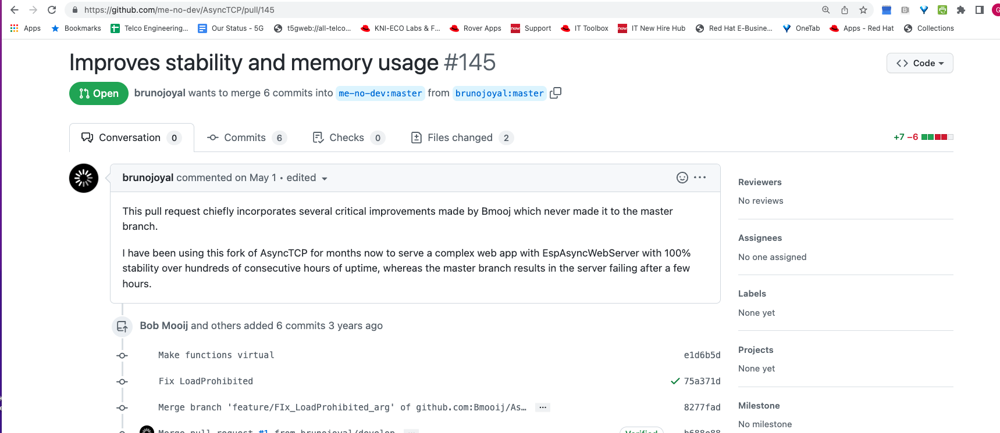 https://github.com/me-no-dev/AsyncTCP/pull/145
G
Apps Bookmarks Telco Engineering... Our Status - 5G t5gweb://all-telco... KNI-ECO Labs & F... Rover Apps now Support IT Toolbox now IT New Hire Hub Red Hat E-Busine... OneTab Apps - Red Hat Collections
Improves stability and memory usage #145
Code
Open brunojoyal wants to merge 6 commits into me-no-dev:master from brunojoyal:master
Conversation 0 Commits 6 Checks 0 Files changed 2 +7 −6
brunojoyal commented on May 1 • edited
This pull request chiefly incorporates several critical improvements made by Bmooj which never made it to the master
branch.
I have been using this fork of AsyncTCP for months now to serve a complex web app with EspAsyncWebServer with 100%
stability over hundreds of consecutive hours of uptime, whereas the master branch results in the server failing after a few
hours.
Bob Mooij and others added 6 commits 3 years ago
Make functions virtual e1d6b5d
Fix LoadProhibited 75a371d
Merge branch 'feature/FIx_LoadProhibited_arg' of github.com:Bmooij/As… … 8277fad
Merge pull request #1 from brunojoyal/develop … Verified b688e88
Reviewers
No reviews
Assignees
No one assigned
Labels
None yet
Projects
None yet
Milestone
No milestone